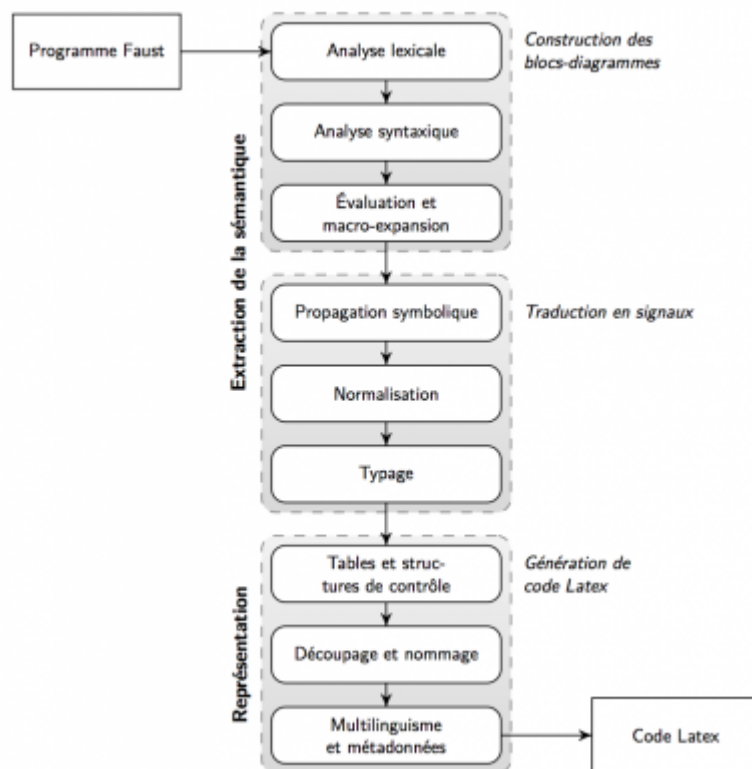 Programme Faust
Analyse lexicale
Construction des
blocs-diagrammes
Analyse syntaxique
Évaluation et
macro-expansion
Extraction de la sémantique
Propagation symbolique
Traduction en signaux
Normalisation
Typage
Tables et struc-
tures de contrôle
Génération de
code Latex
Découpage et nommage
Représentation
Multilinguisme
et métadonnées
Code Latex